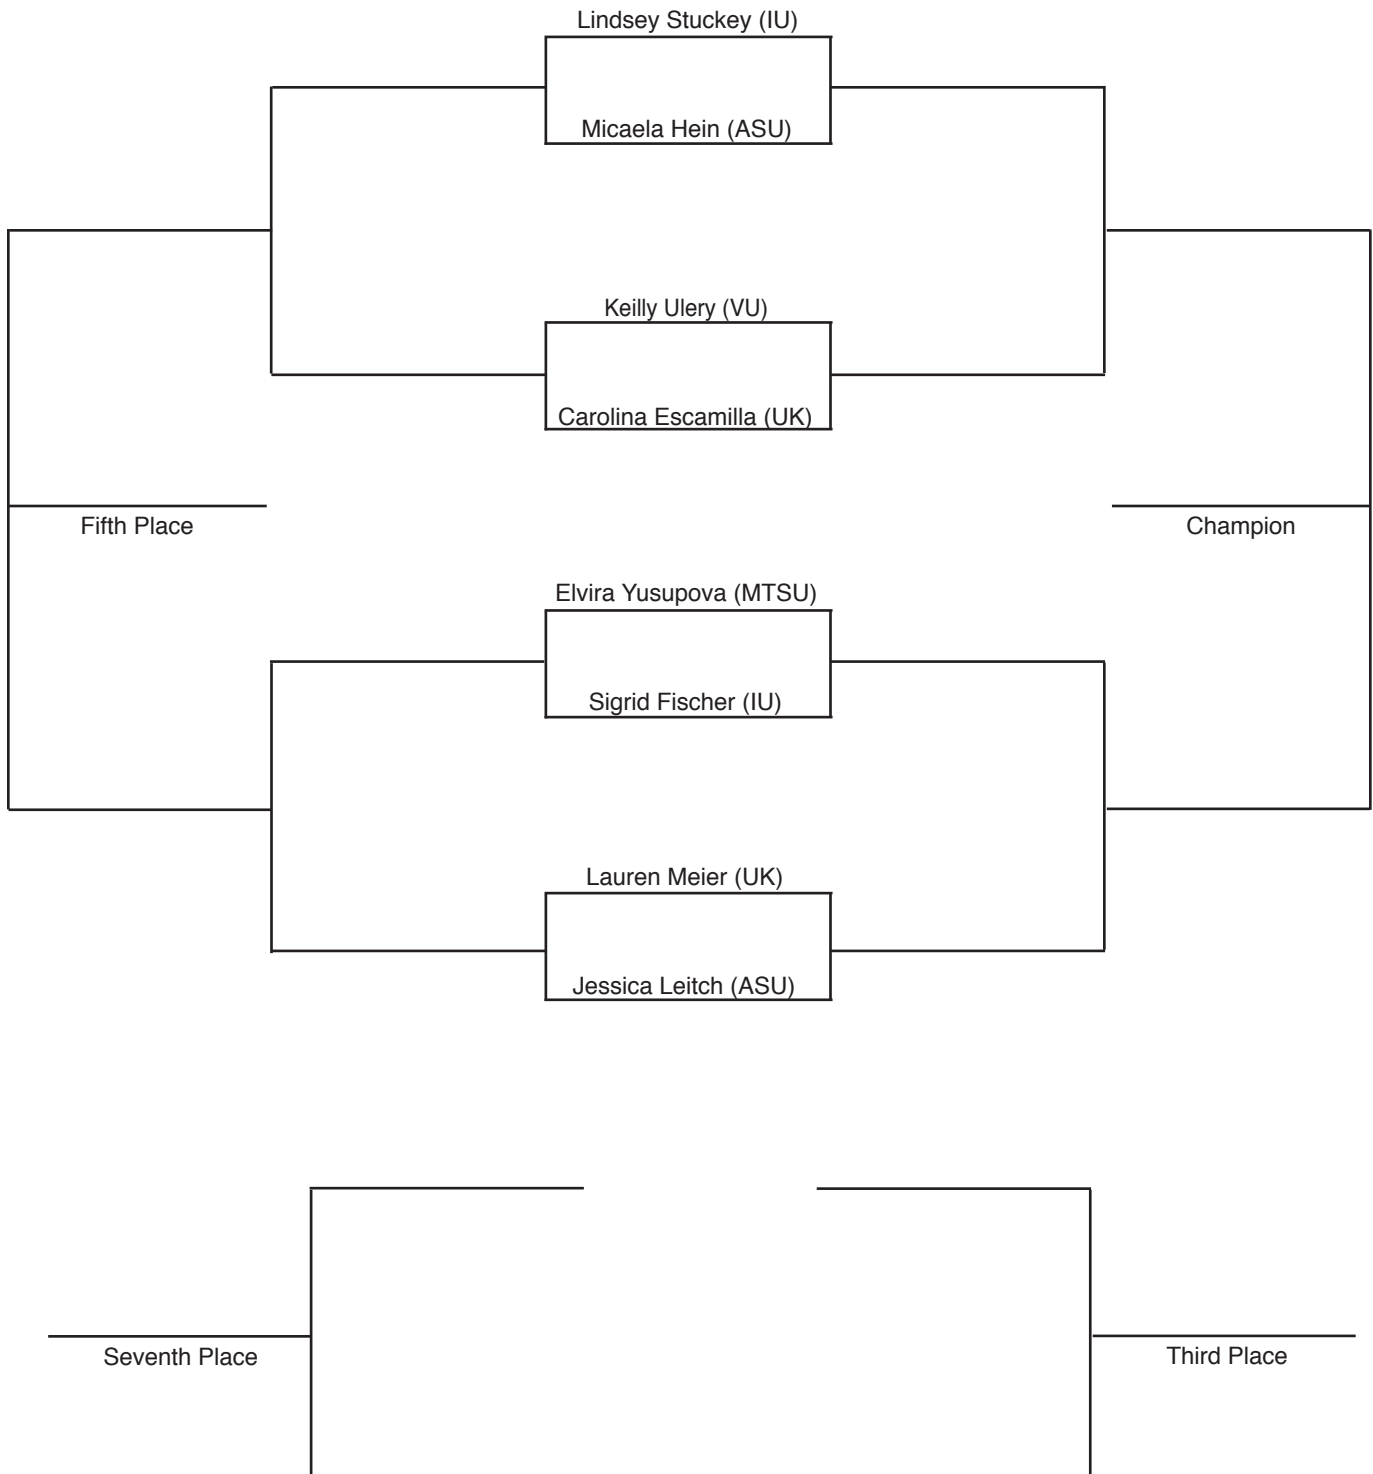 Lindsey Stuckey (IU)
Micaela Hein (ASU)
Keilly Ulery (VU)
Carolina Escamilla (UK)
Fifth Place
Champion
Elvira Yusupova (MTSU)
Sigrid Fischer (IU)
Lauren Meier (UK)
Jessica Leitch (ASU)
Seventh Place
Third Place